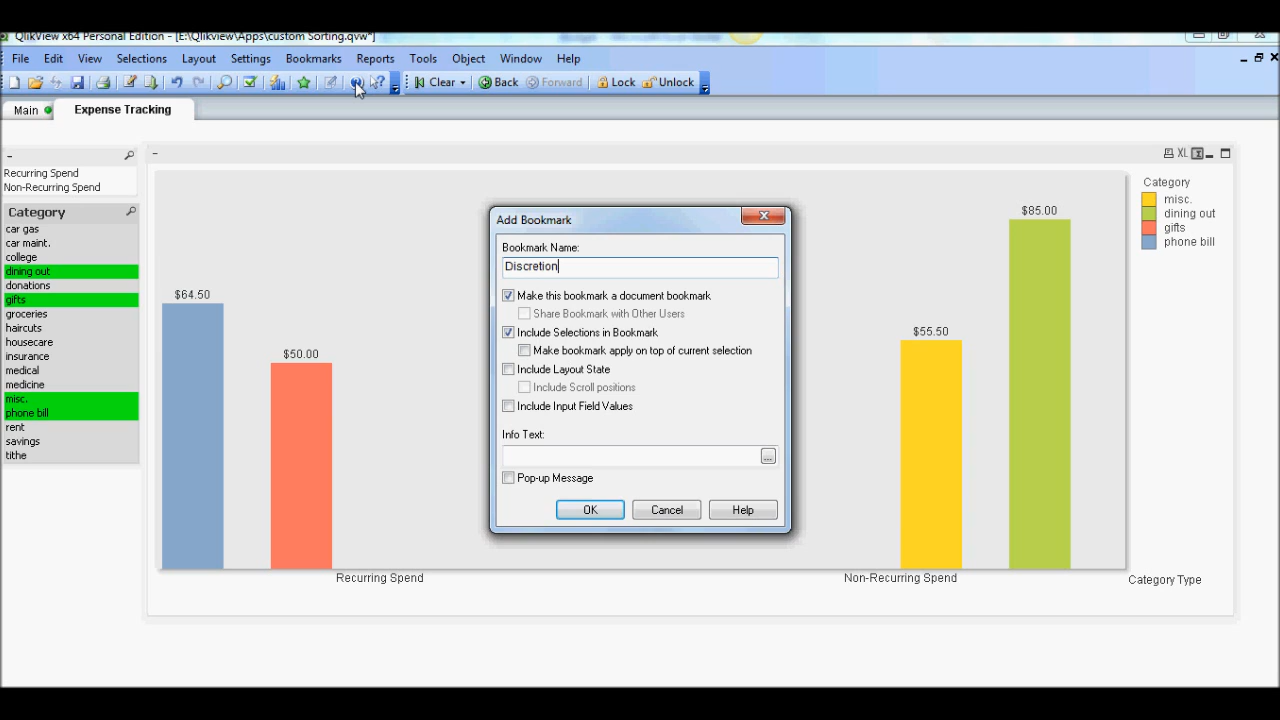 QlikView x64 Personal Edition - [E:\Qlikview\Apps\custom Sorting.qvw*]
File Edit View Selections Layout Settings Bookmarks Reports Tools Object Window Help
Clear Back Forward Lock Unlock
Main Expense Tracking
Recurring Spend
Non-Recurring Spend
Category
car gas
car maint.
college
dining out
donations
gifts
groceries
haircuts
housecare
insurance
medical
medicine
misc.
phone bill
rent
savings
tithe
XL
$64.50
$50.00
$55.50
$85.00
Recurring Spend
Non-Recurring Spend
Category Type
Category
misc.
dining out
gifts
phone bill
Add Bookmark
Bookmark Name:
Discretion
Make this bookmark a document bookmark
Share Bookmark with Other Users
Include Selections in Bookmark
Make bookmark apply on top of current selection
Include Layout State
Include Scroll positions
Include Input Field Values
Info Text:
...
Pop-up Message
OK Cancel Help